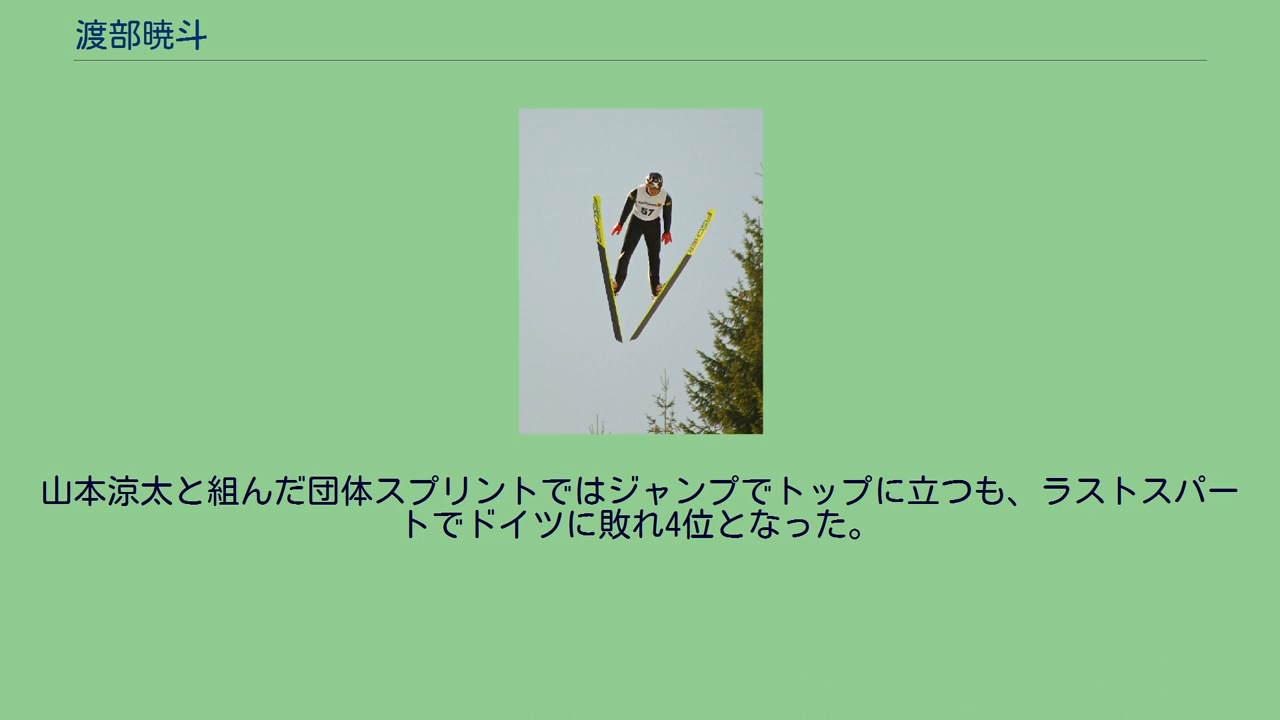 渡部暁斗
57
山本涼太と組んだ団体スプリントではジャンプでトップに立つも、ラストスパー
トでドイツに敗れ4位となった。